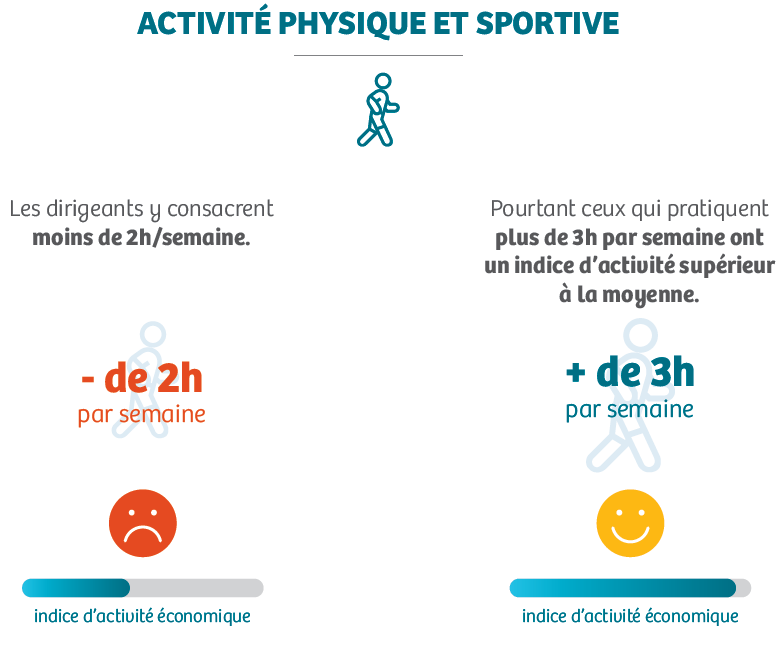 ACTIVITÉ PHYSIQUE ET SPORTIVE
Les dirigeants y consacrent
moins de 2h/semaine.
- de 2h
par semaine
indice d'activité économique
Pourtant ceux qui pratiquent
plus de 3h par semaine ont
un indice d'activité supérieur
à la moyenne.
+ de 3h
par semaine
indice d'activité économique